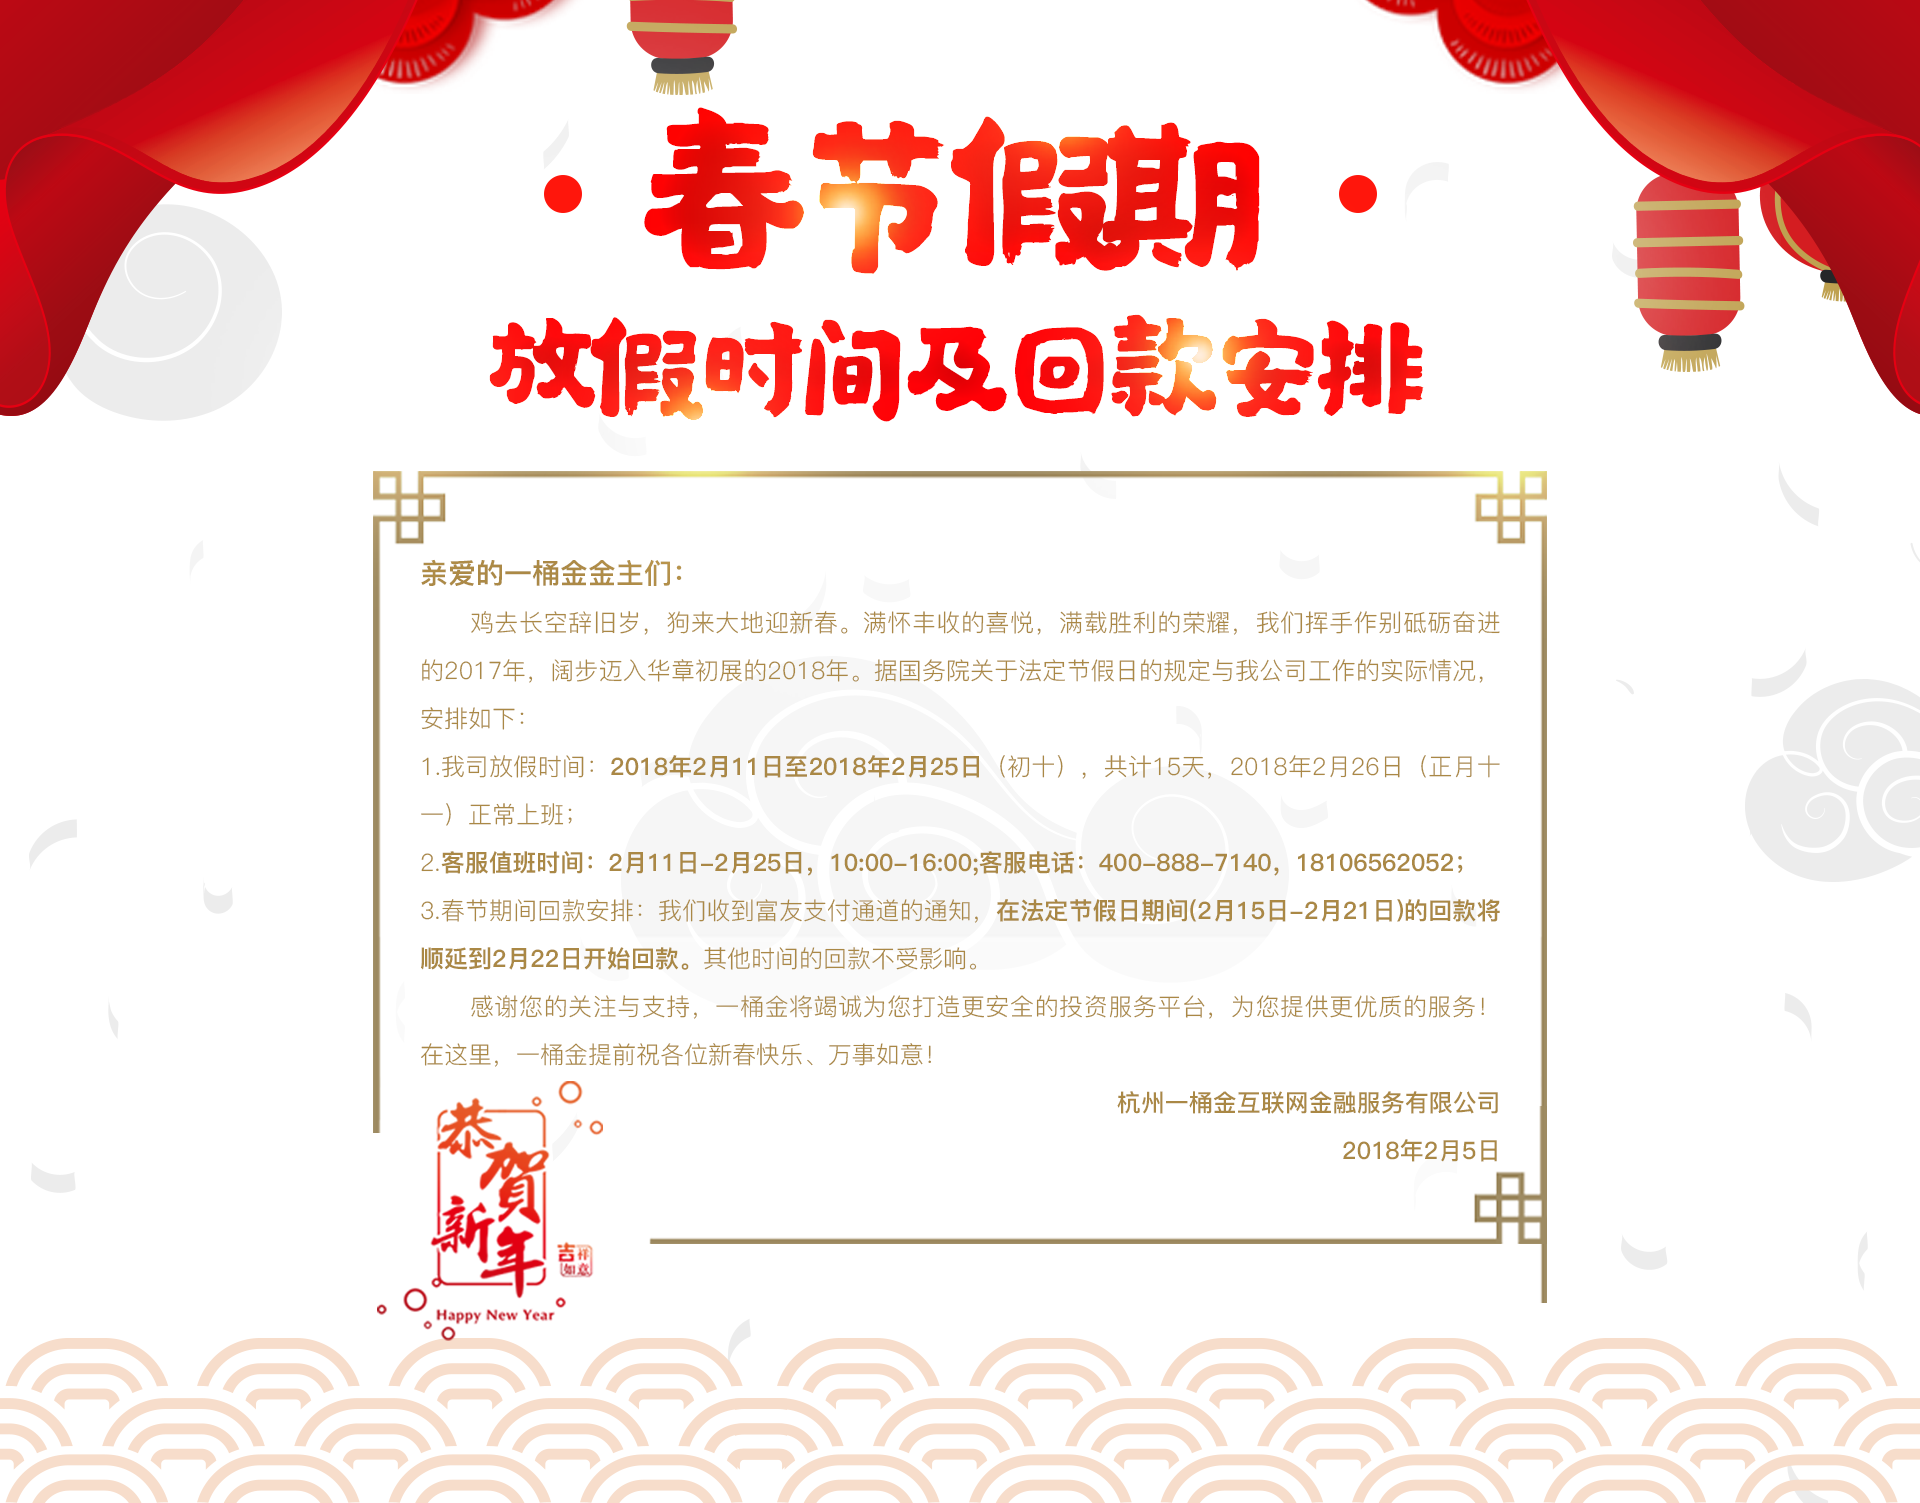 春节假期
放假时间及回款安排
亲爱的一桶金金主们：
鸡去长空辞旧岁，狗来大地迎新春。满怀丰收的喜悦，满载胜利的荣耀，我们挥手作别砥砺奋进
的2017年，阔步迈入华章初展的2018年。据国务院关于法定节假日的规定与我公司工作的实际情况，
安排如下：
1.我司放假时间：2018年2月11日至2018年2月25日（初十），共计15天，2018年2月26日（正月十
一）正常上班；
2.客服值班时间：2月11日-2月25日，10:00-16:00;客服电话：400-888-7140，18106562052；
3.春节期间回款安排：我们收到富友支付通道的通知，在法定节假日期间(2月15日-2月21日)的回款将
顺延到2月22日开始回款。其他时间的回款不受影响。
感谢您的关注与支持，一桶金将竭诚为您打造更安全的投资服务平台，为您提供更优质的服务！
在这里，一桶金提前祝各位新春快乐、万事如意！
杭州一桶金互联网金融服务有限公司
2018年2月5日
恭賀
新年
吉祥
如意
Happy New Year